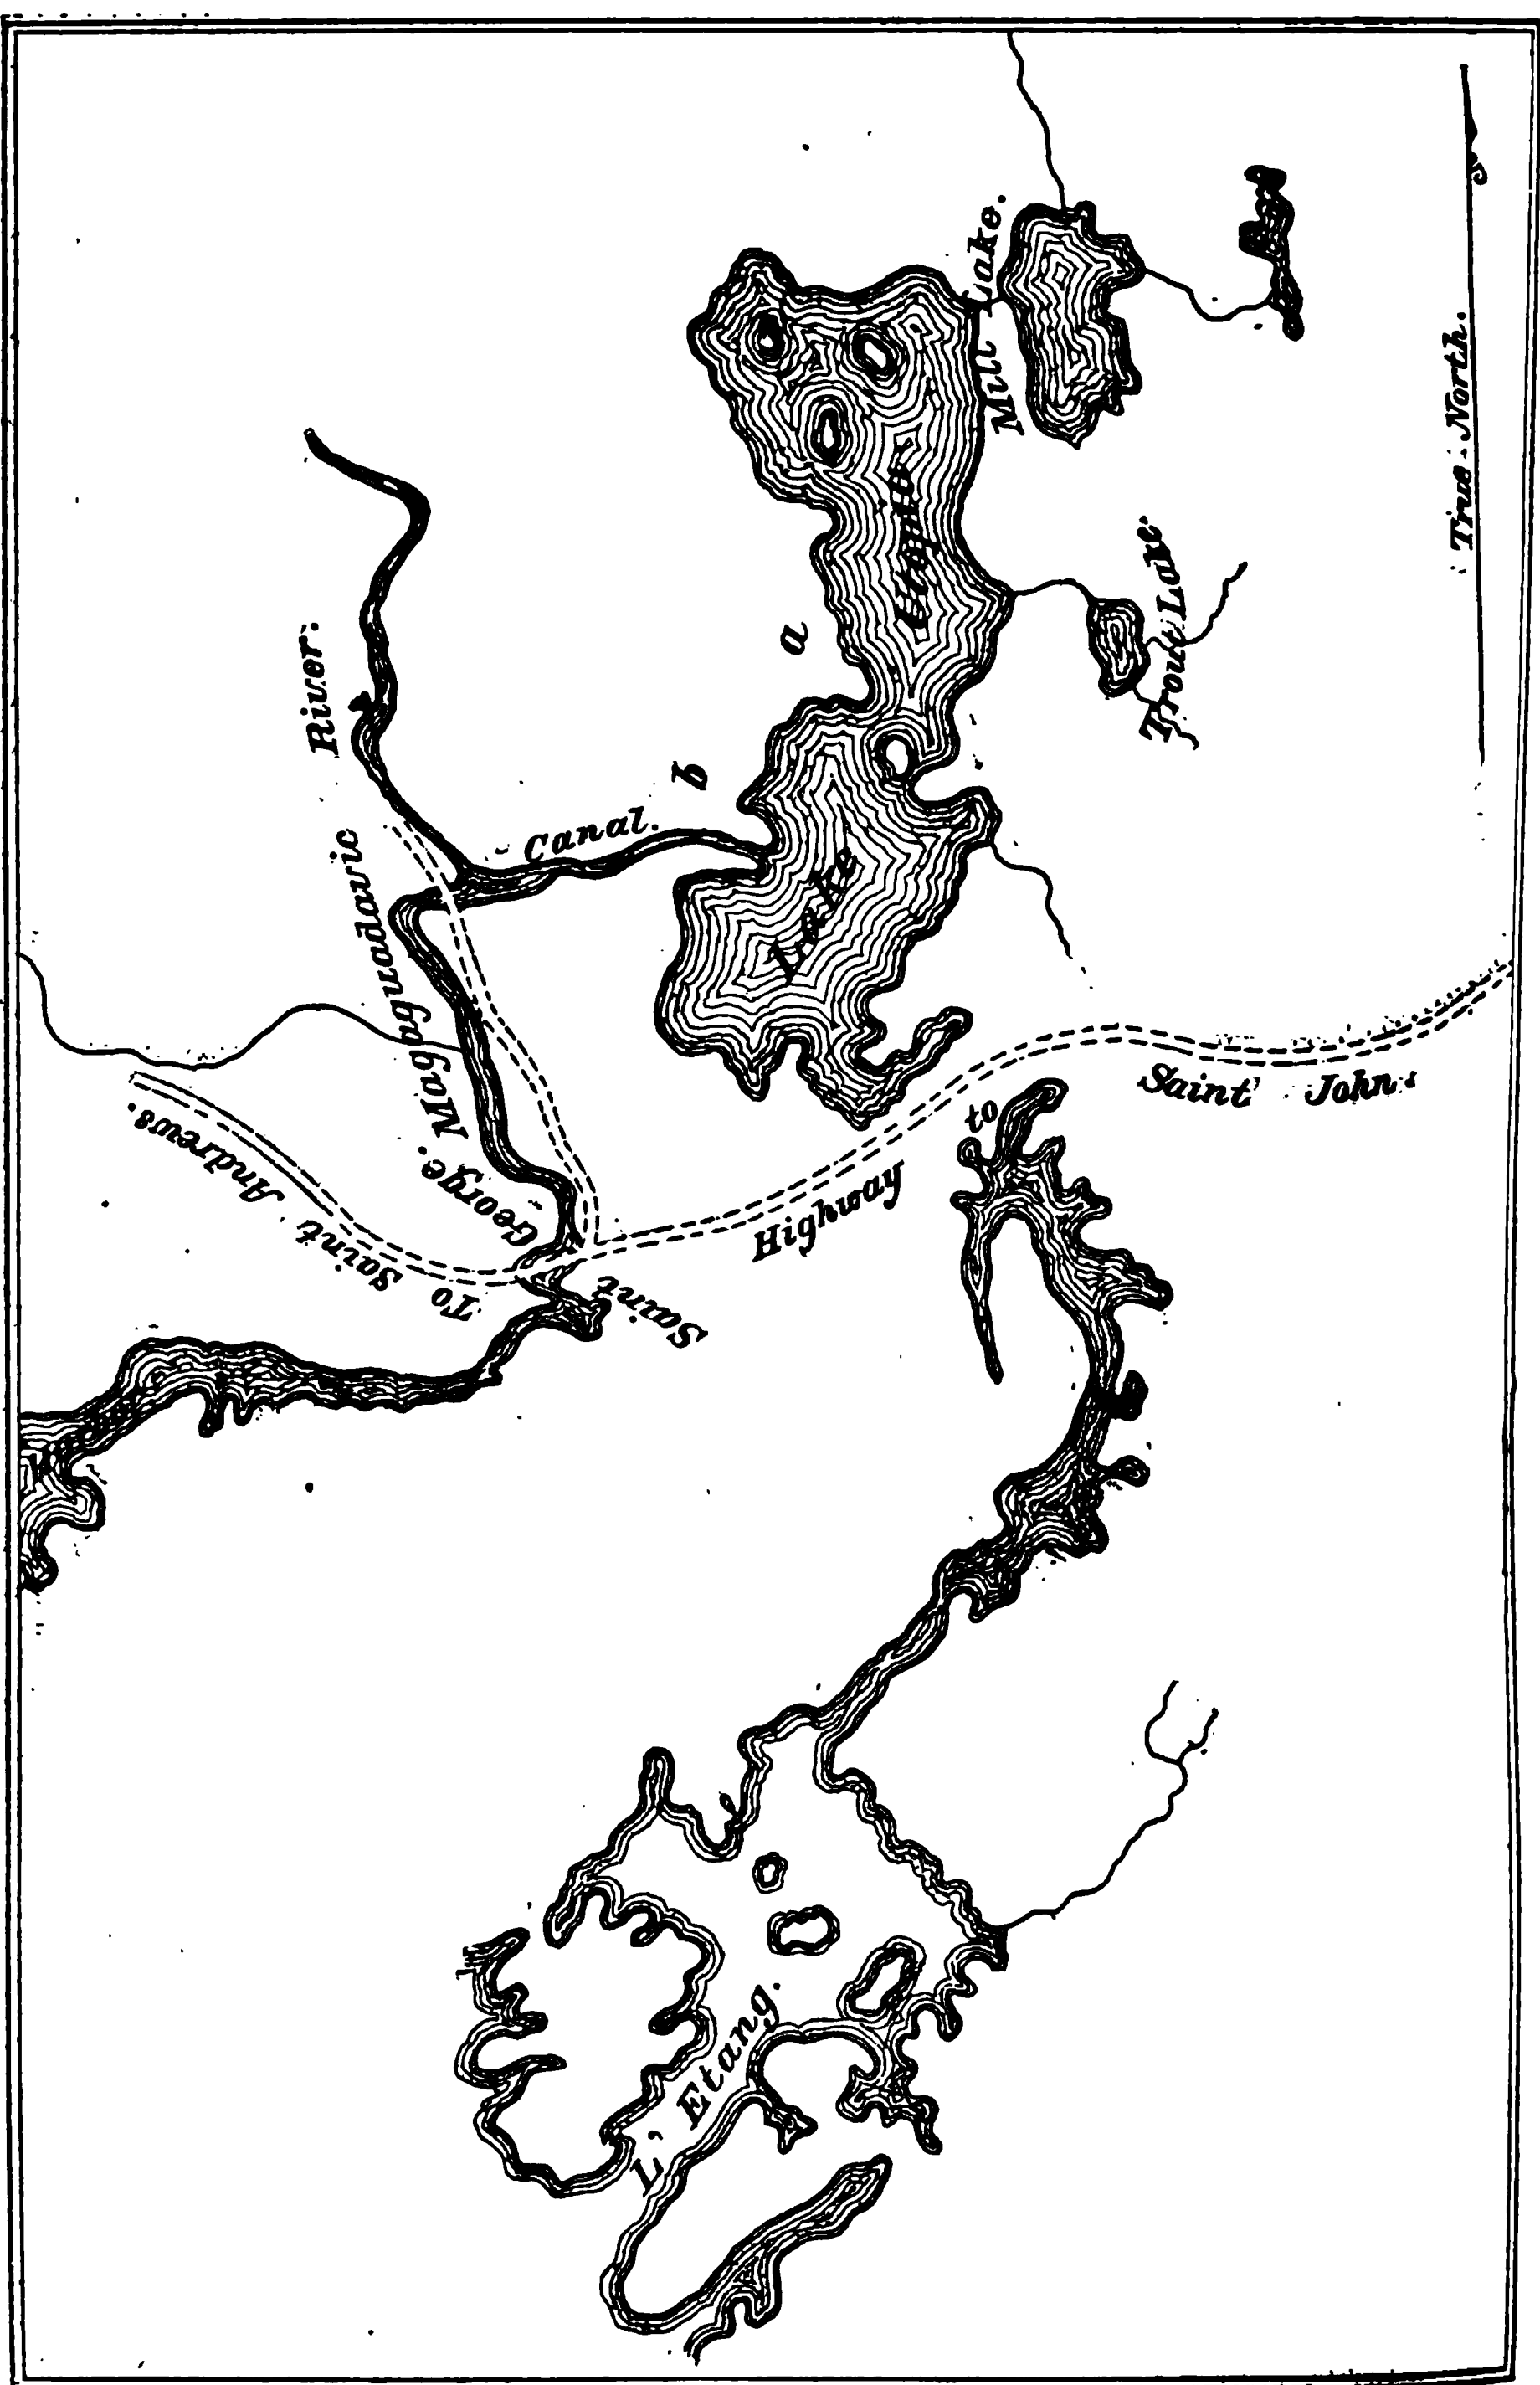 Mill Lake.
Utopia.
Lake
Trout Lake
True North.
River.
Magaguadavic
a
b
Canal.
To Saint Andrews.
Saint George.
Highway to Saint John.
L'Etang.